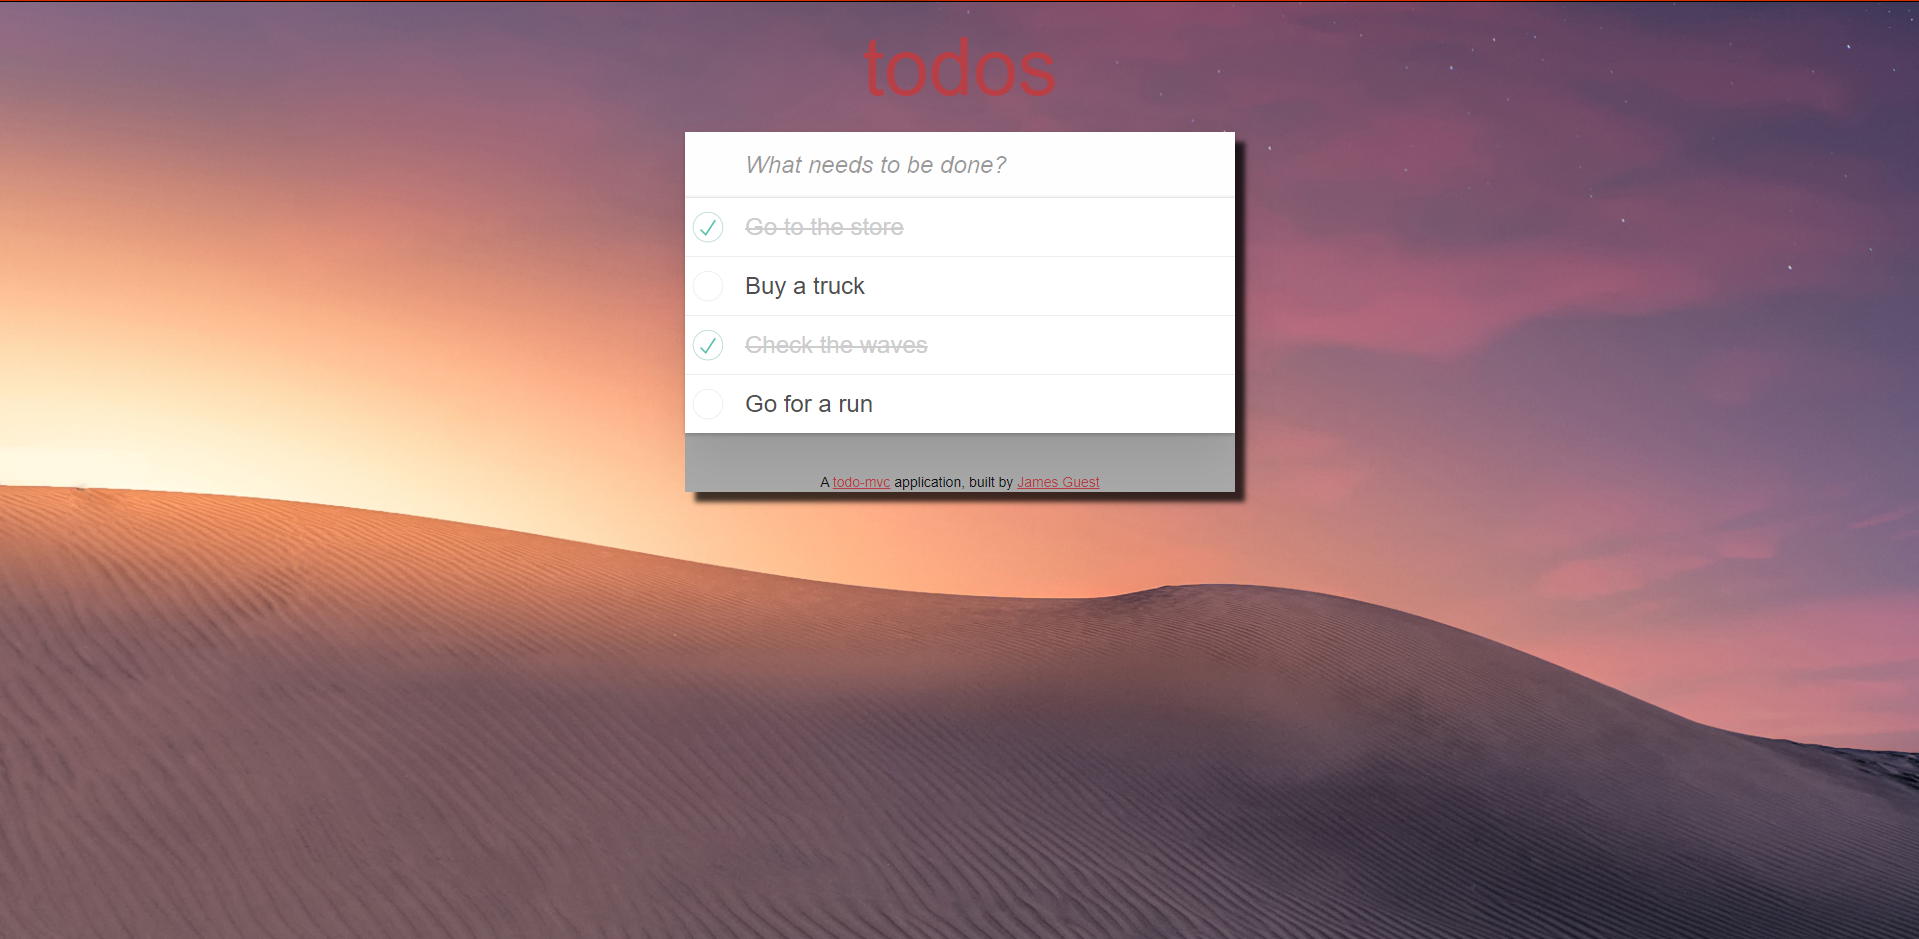 todos
What needs to be done?
Go to the store
Buy a truck
Check the waves
Go for a run
A todo-mvc application, built by James Guest